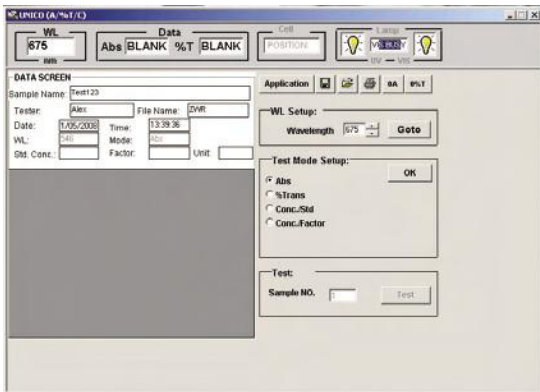 UNICO (A/%T/C)
WL
675
nm
Data
Abs BLANK %T BLANK
Cell
POSITION
Lamp
UV — VIS
DATA SCREEN
Sample Name: Test123
Tester: Alex File Name: ZWR
Date: 1/05/2008 Time: 13:39:36
WL: 546 Mode: Abs
Std. Conc.: Factor: Unit:
Application 0A 0%T
WL Setup:
Wavelength 675 Goto
Test Mode Setup:
OK
Abs
%Trans
Conc./Std
Conc./Factor
Test:
Sample NO. 1 Test